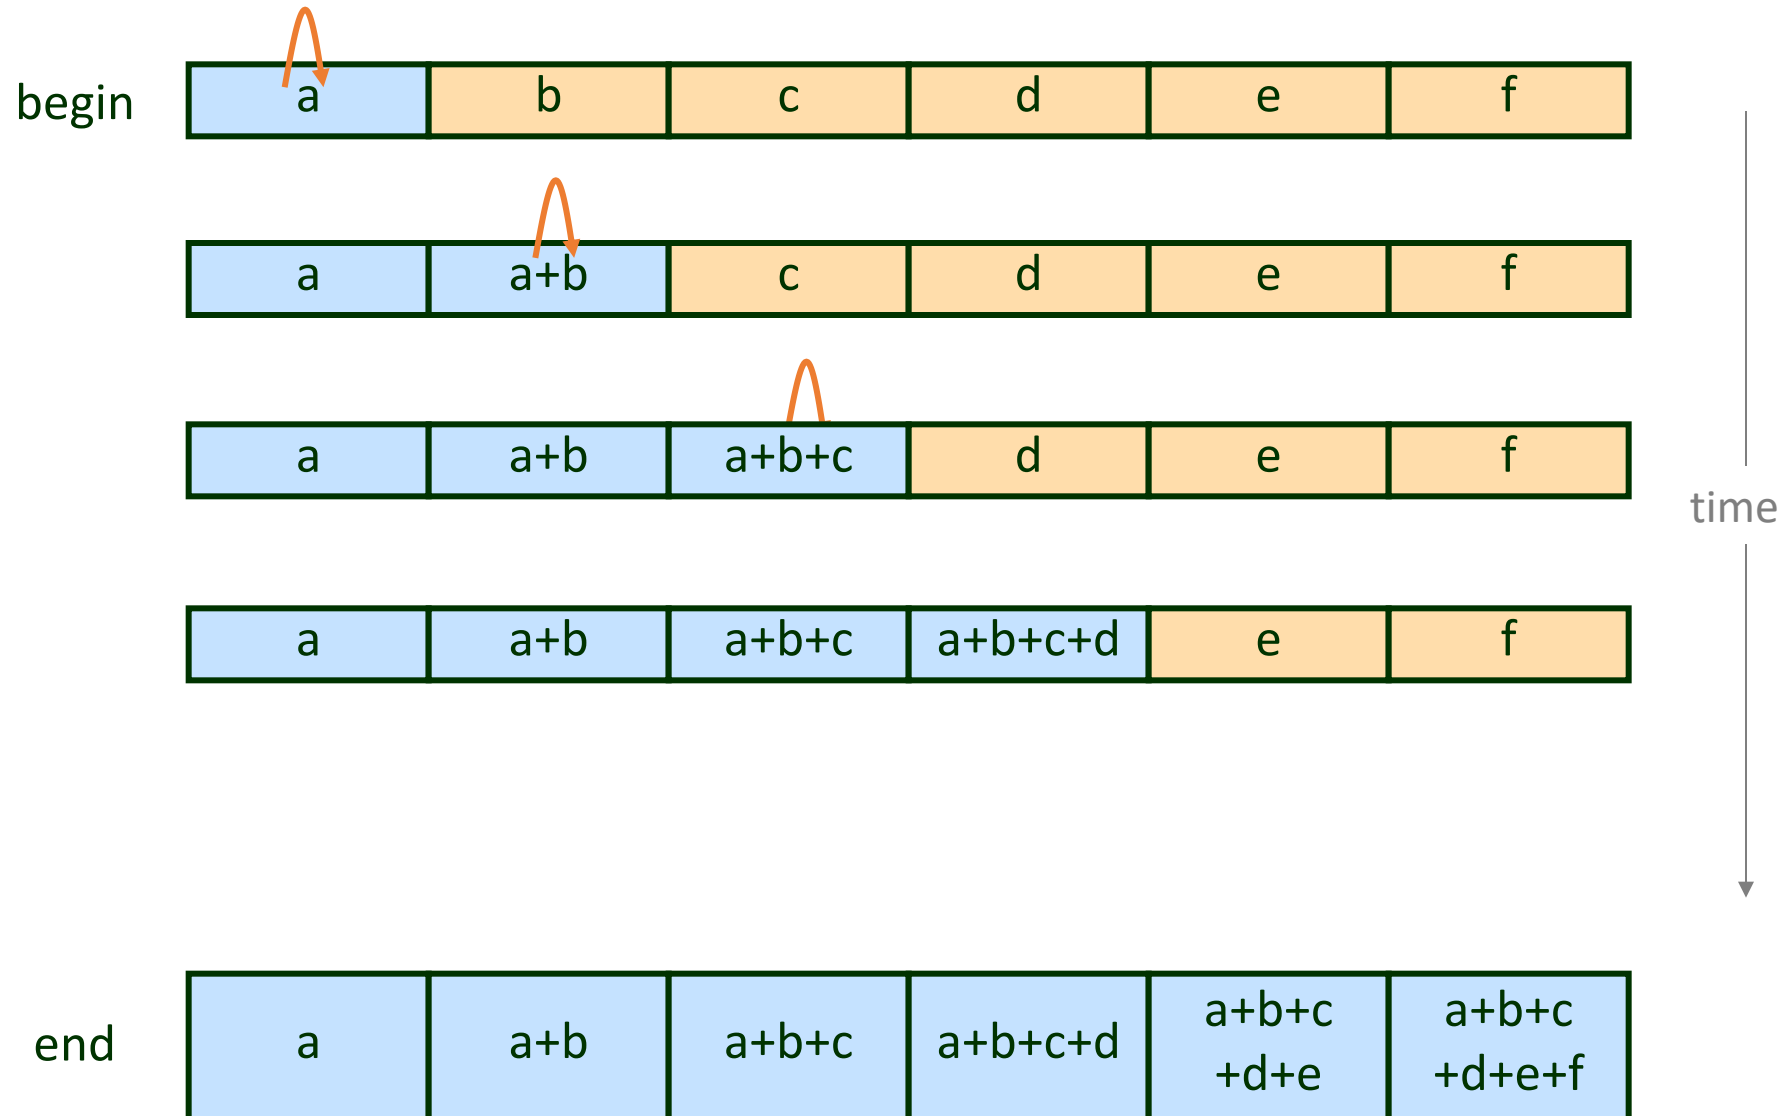 begin a b c d e f
a a+b c d e f
a a+b a+b+c d e f
time
a a+b a+b+c a+b+c+d e f
end a a+b a+b+c a+b+c+d a+b+c +d+e a+b+c +d+e+f